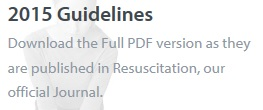 2015 Guidelines
Download the Full PDF version as they
are published in Resuscitation, our
official Journal.